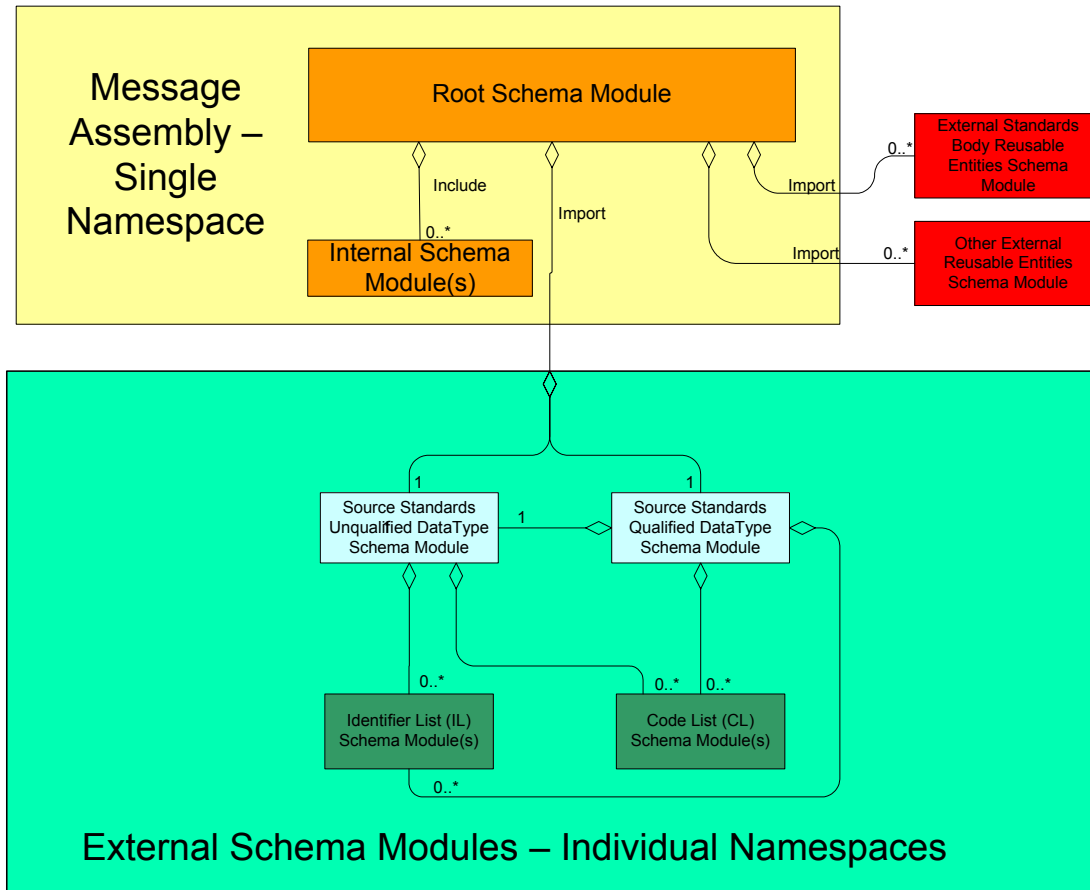 Message
Assembly –
Single
Namespace
Root Schema Module
External Standards
Body Reusable
Entities Schema
Module
0..*
Import
Include
Import
0..*
Internal Schema
Module(s)
Import
0..*
Other External
Reusable Entities
Schema Module
1
1
Source Standards
Unqualified DataType
Schema Module
1
Source Standards
Qualified DataType
Schema Module
0..*
0..*
0..*
Identifier List (IL)
Schema Module(s)
Code List (CL)
Schema Module(s)
0..*
External Schema Modules – Individual Namespaces